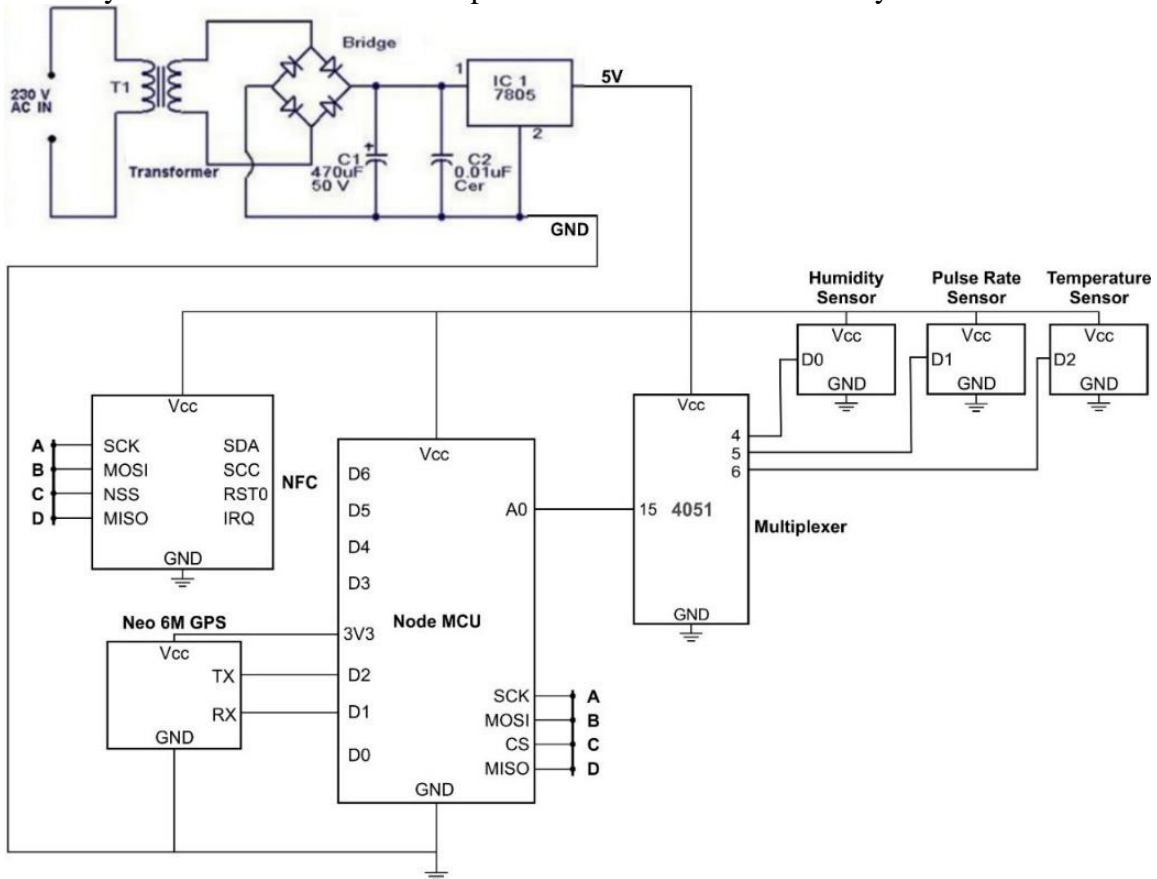 Bridge
230 V
AC IN
T1
Transformer
C1
470uF
50 V
C2
0.01uF
Cer
1
IC 1
7805
2
5V
GND
Humidity
Sensor
Pulse Rate
Sensor
Temperature
Sensor
Vcc
D0
GND
Vcc
D1
GND
Vcc
D2
GND
Vcc
A
SCK
SDA
B
MOSI
SCC
C
NSS
RST0
D
MISO
IRQ
GND
NFC
Vcc
4
5
6
15
4051
Multiplexer
GND
Vcc
D6
D5
D4
D3
3V3
D2
D1
D0
A0
Node MCU
SCK
A
MOSI
B
CS
C
MISO
D
GND
Neo 6M GPS
Vcc
TX
RX
GND